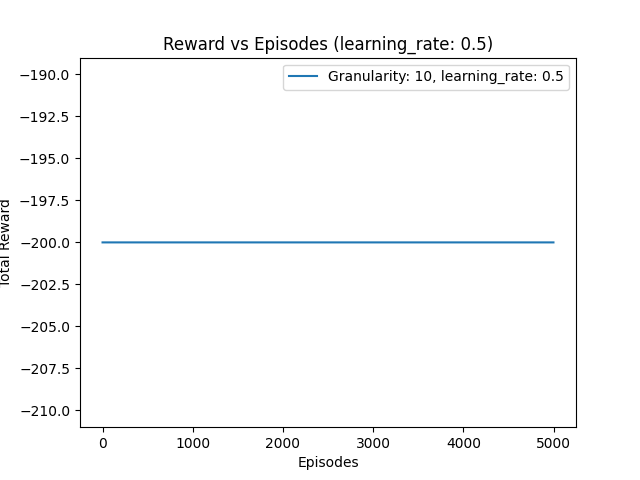 Reward vs Episodes (learning_rate: 0.5)
Granularity: 10, learning_rate: 0.5
−190.0
−192.5
−195.0
−197.5
−200.0
−202.5
−205.0
−207.5
−210.0
Total Reward
0 1000 2000 3000 4000 5000
Episodes